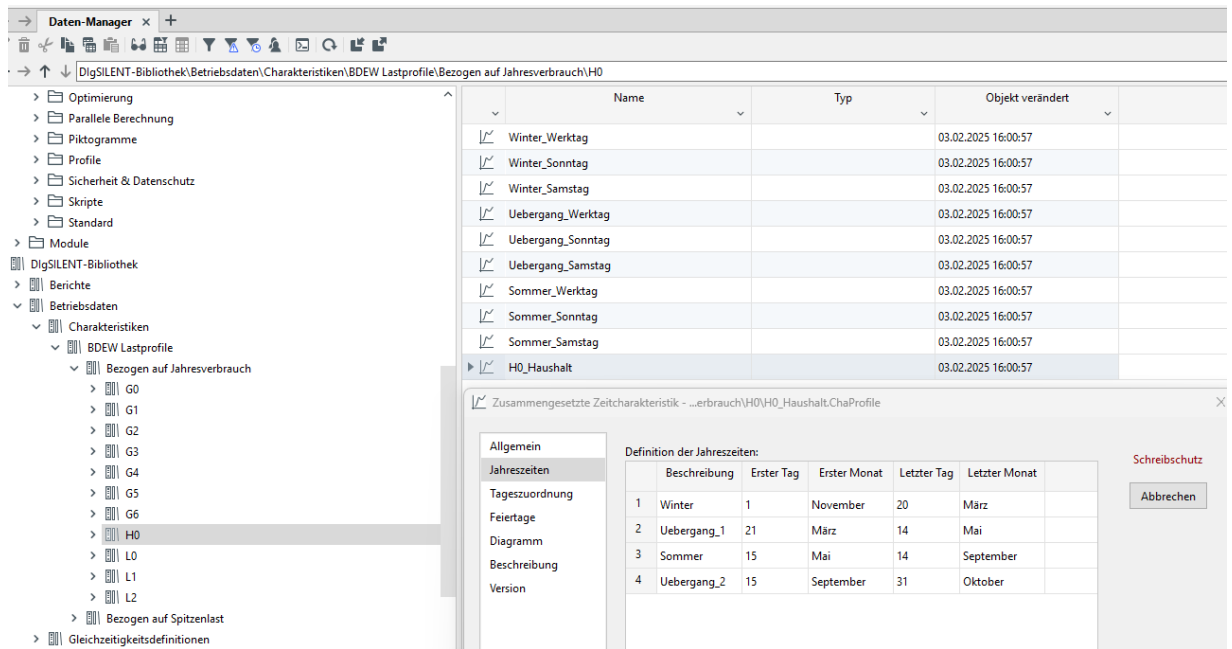 Daten-Manager × +
DIgSILENT-Bibliothek\Betriebsdaten\Charakteristiken\BDEW Lastprofile\Bezogen auf Jahresverbrauch\H0
Optimierung
Parallele Berechnung
Piktogramme
Profile
Sicherheit & Datenschutz
Skripte
Standard
Module
DIgSILENT-Bibliothek
Berichte
Betriebsdaten
Charakteristiken
BDEW Lastprofile
Bezogen auf Jahresverbrauch
G0
G1
G2
G3
G4
G5
G6
H0
L0
L1
L2
Bezogen auf Spitzenlast
Gleichzeitigkeitsdefinitionen
Name Typ Objekt verändert
Winter_Werktag 03.02.2025 16:00:57
Winter_Sonntag 03.02.2025 16:00:57
Winter_Samstag 03.02.2025 16:00:57
Uebergang_Werktag 03.02.2025 16:00:57
Uebergang_Sonntag 03.02.2025 16:00:57
Uebergang_Samstag 03.02.2025 16:00:57
Sommer_Werktag 03.02.2025 16:00:57
Sommer_Sonntag 03.02.2025 16:00:57
Sommer_Samstag 03.02.2025 16:00:57
H0_Haushalt 03.02.2025 16:00:57
Zusammengesetzte Zeitcharakteristik - ...erbrauch\H0\H0_Haushalt.ChaProfile
Allgemein
Jahreszeiten
Tageszuordnung
Feiertage
Diagramm
Beschreibung
Version
Definition der Jahreszeiten:
Beschreibung Erster Tag Erster Monat Letzter Tag Letzter Monat
1 Winter 1 November 20 März
2 Uebergang_1 21 März 14 Mai
3 Sommer 15 Mai 14 September
4 Uebergang_2 15 September 31 Oktober
Schreibschutz
Abbrechen